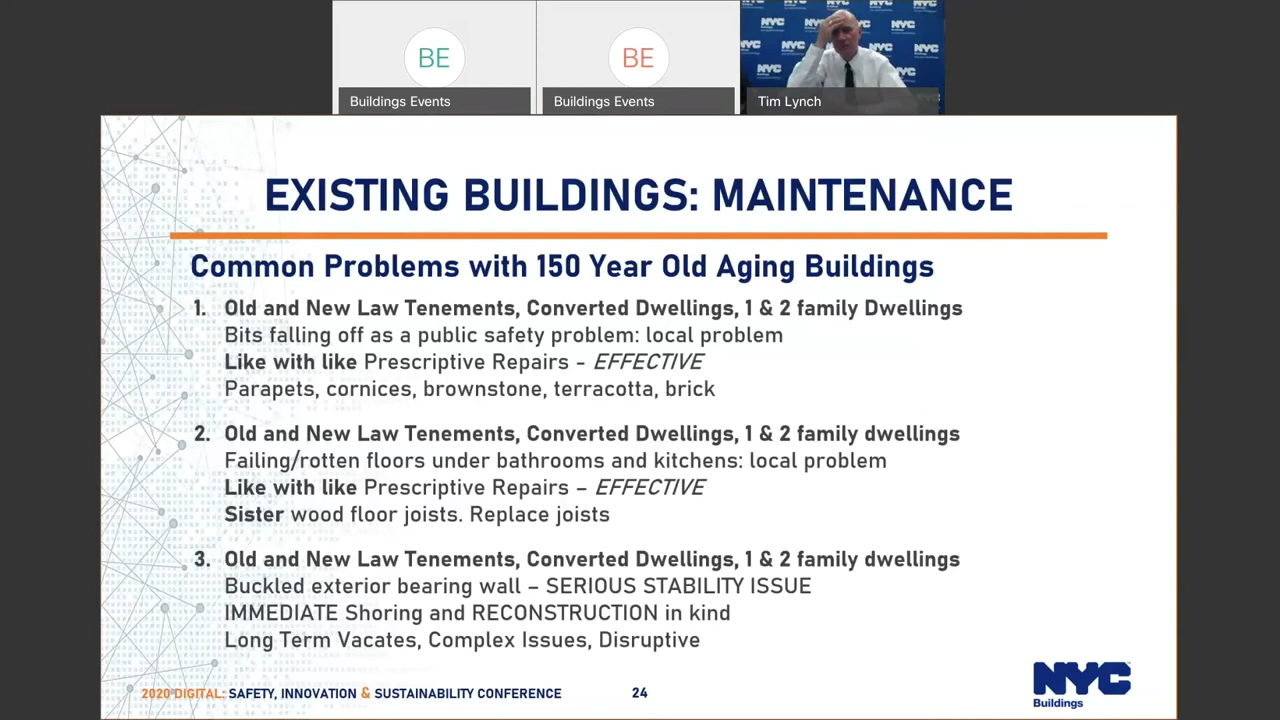 BE
BE
Buildings Events
Buildings Events
Tim Lynch
NYC
Buildings
EXISTING BUILDINGS: MAINTENANCE
Common Problems with 150 Year Old Aging Buildings
1. Old and New Law Tenements, Converted Dwellings, 1 & 2 family Dwellings
Bits falling off as a public safety problem: local problem
Like with like Prescriptive Repairs - EFFECTIVE
Parapets, cornices, brownstone, terracotta, brick
2. Old and New Law Tenements, Converted Dwellings, 1 & 2 family dwellings
Failing/rotten floors under bathrooms and kitchens: local problem
Like with like Prescriptive Repairs – EFFECTIVE
Sister wood floor joists. Replace joists
3. Old and New Law Tenements, Converted Dwellings, 1 & 2 family dwellings
Buckled exterior bearing wall – SERIOUS STABILITY ISSUE
IMMEDIATE Shoring and RECONSTRUCTION in kind
Long Term Vacates, Complex Issues, Disruptive
2020 DIGITAL: SAFETY, INNOVATION & SUSTAINABILITY CONFERENCE
24
NYC
Buildings